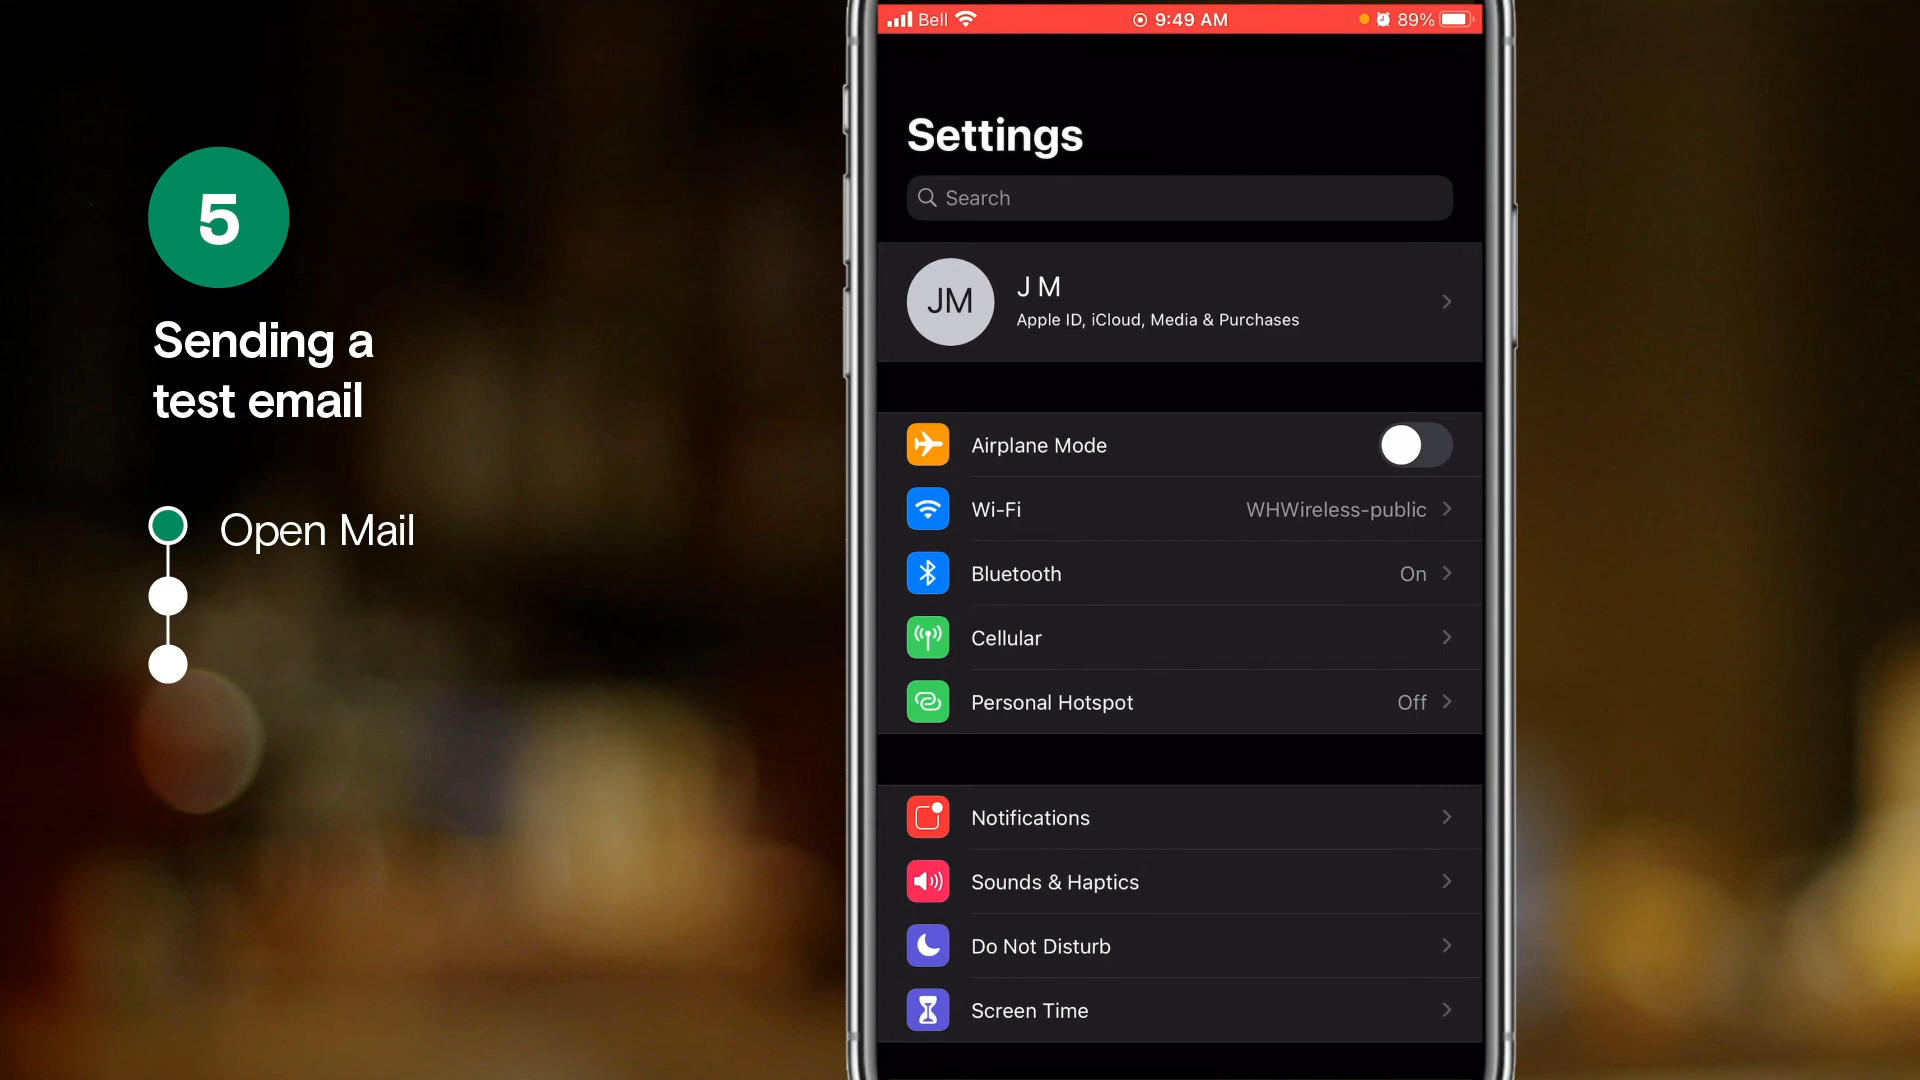 5
Sending a
test email
Open Mail
Bell 9:49 AM 89%
Settings
Search
JM
J M
Apple ID, iCloud, Media & Purchases
Airplane Mode
Wi-Fi WHWireless-public
Bluetooth On
Cellular
Personal Hotspot Off
Notifications
Sounds & Haptics
Do Not Disturb
Screen Time